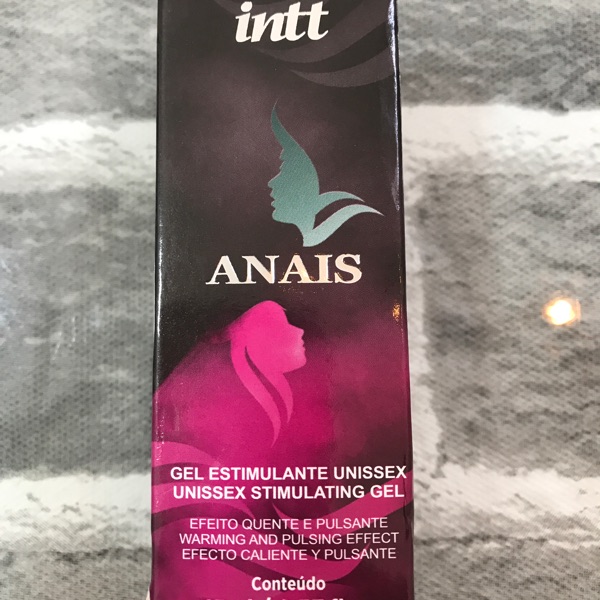 intt
ANAIS
GEL ESTIMULANTE UNISSEX
UNISSEX STIMULATING GEL
EFEITO QUENTE E PULSANTE
WARMING AND PULSING EFFECT
EFECTO CALIENTE Y PULSANTE
Conteúdo